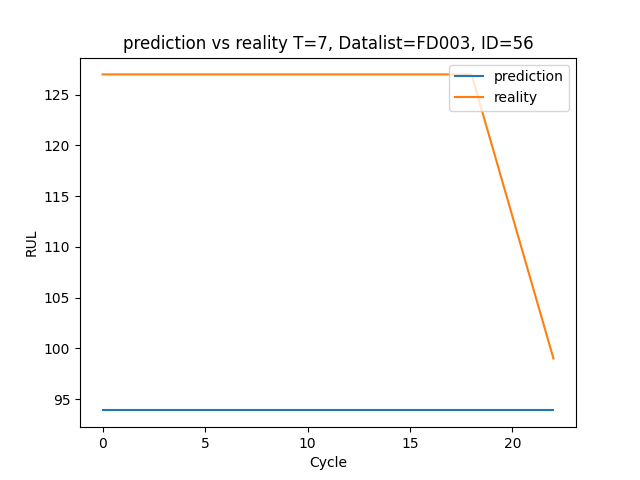 prediction vs reality T=7, Datalist=FD003, ID=56
prediction
reality
125
120
115
110
105
100
95
RUL
0 5 10 15 20
Cycle